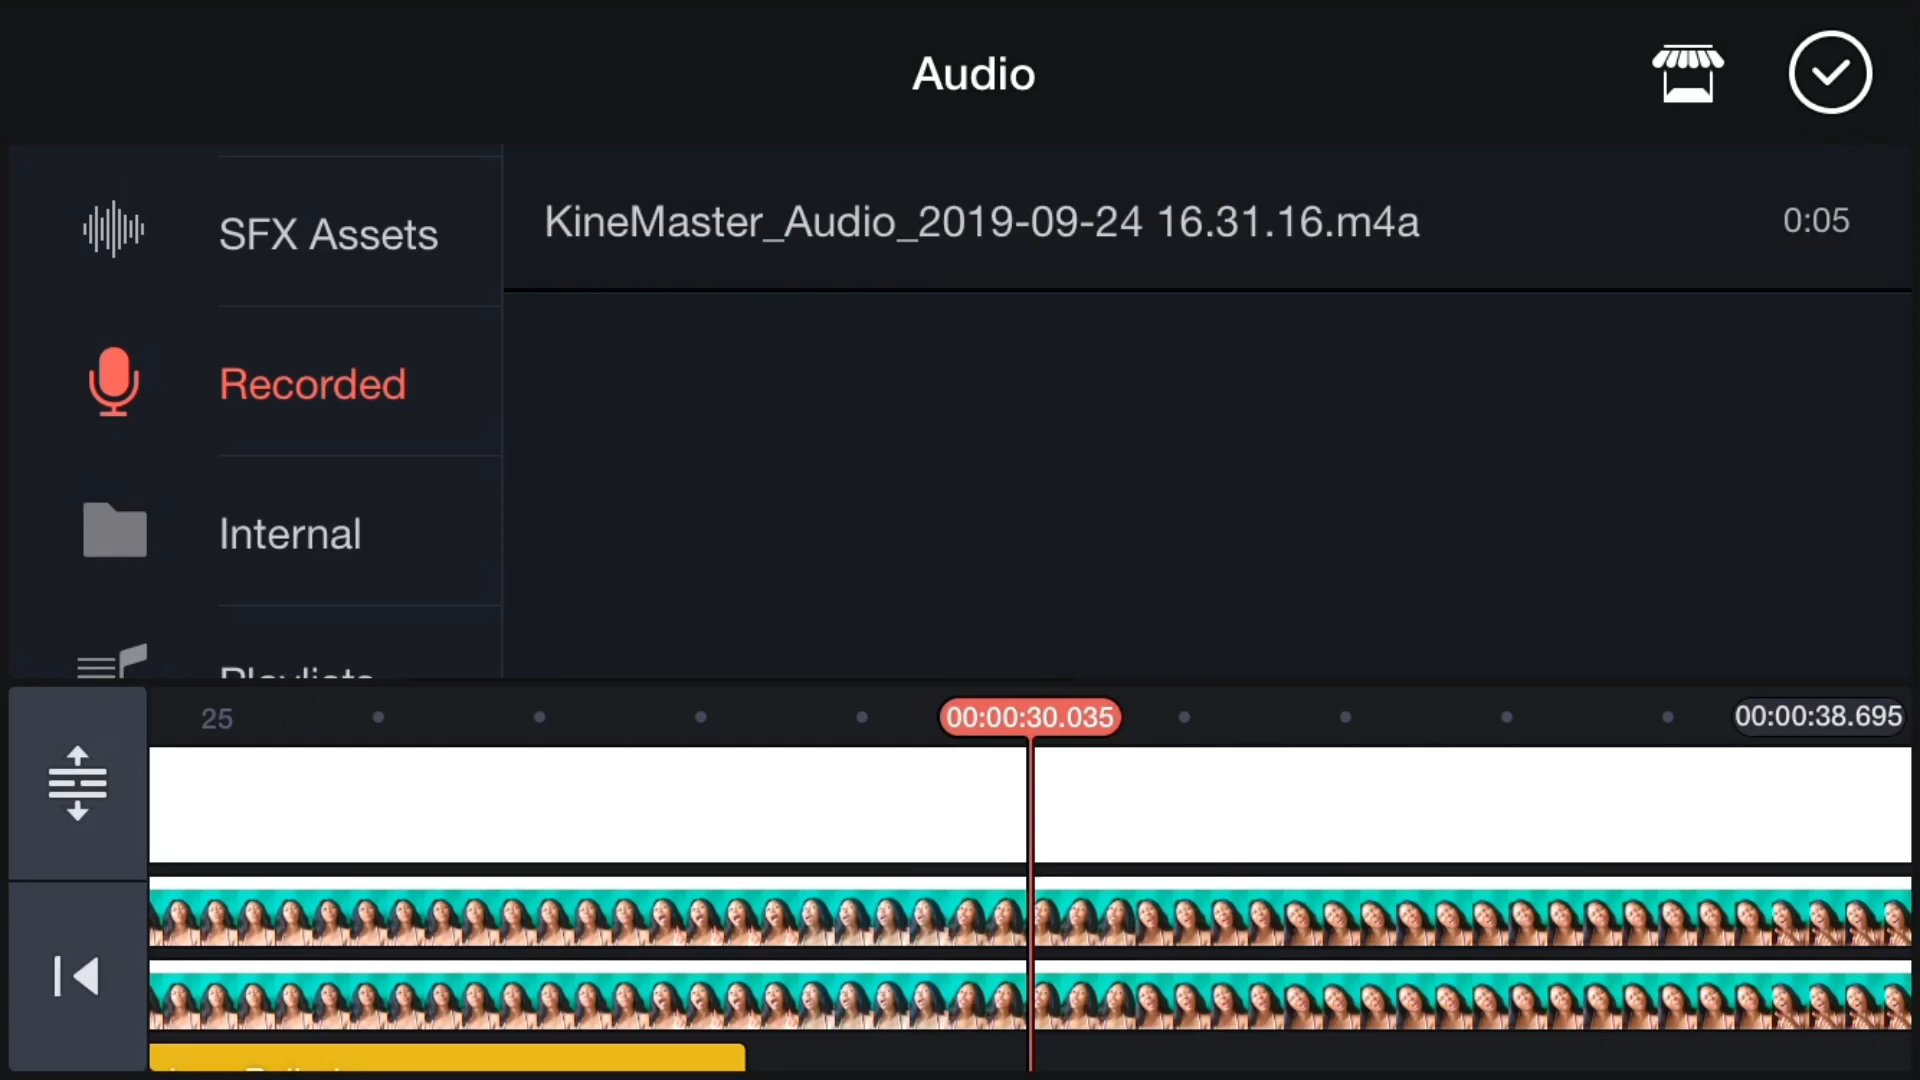 Audio
SFX Assets
KineMaster_Audio_2019-09-24 16.31.16.m4a
0:05
Recorded
Internal
Playlists
25
00:00:30.035
00:00:38.695